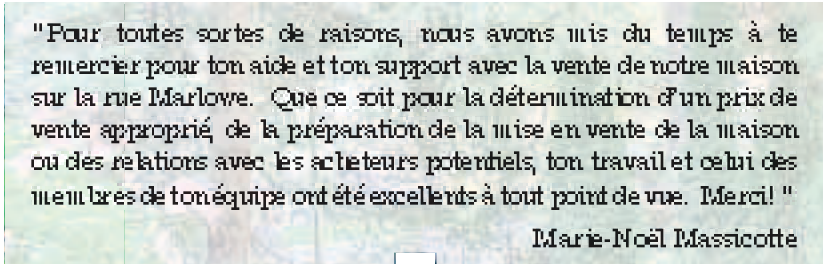 "Pour toutes sortes de raisons, nous avons mis du temps à te
remercier pour ton aide et ton support avec la vente de notre maison
sur la rue Marlowe. Que ce soit pour la détermination d'un prix de
vente approprié, de la préparation de la mise en vente de la maison
ou des relations avec les acheteurs potentiels, ton travail et celui des
membres de ton équipe ont été excellents à tout point de vue. Merci! "
Marie-Noël Massicotte